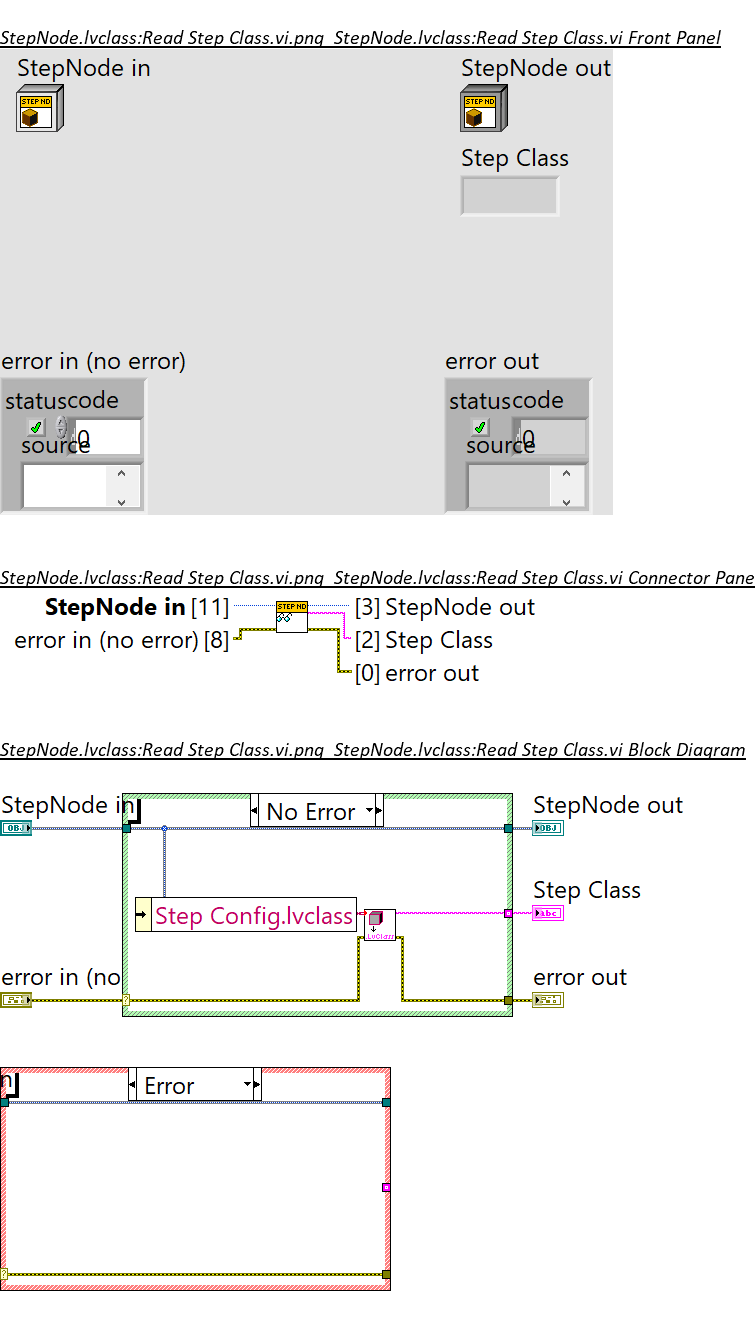 StepNode.lvclass:Read Step Class.vi.png StepNode.lvclass:Read Step Class.vi Front Panel
StepNode in
StepNode out
STEP ND
STEP ND
Step Class
error in (no error)
error out
status code
status code
0
0
source
source
StepNode.lvclass:Read Step Class.vi.png StepNode.lvclass:Read Step Class.vi Connector Pane
StepNode in [11]
STEP ND
[3] StepNode out
error in (no error) [8]
[2] Step Class
[0] error out
StepNode.lvclass:Read Step Class.vi.png StepNode.lvclass:Read Step Class.vi Block Diagram
StepNode in
No Error
StepNode out
OBJ
OBJ
Step Class
Step Config.lvclass
Abc
LvClass
error in (no
error out
?
n
Error
?